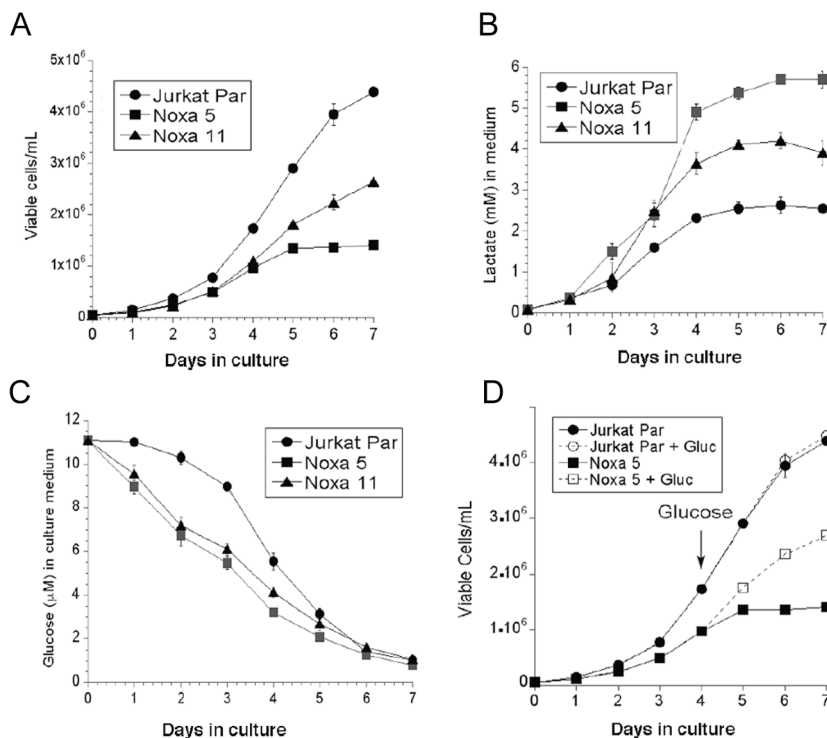 A
5x10⁶
4x10⁶
3x10⁶
2x10⁶
1x10⁶
0
Viable cells/mL
Jurkat Par
Noxa 5
Noxa 11
0 1 2 3 4 5 6 7
Days in culture
B
6
5
4
3
2
1
0
Lactate (mM) in medium
Jurkat Par
Noxa 5
Noxa 11
0 1 2 3 4 5 6 7
Days in culture
C
12
10
8
6
4
2
0
Glucose (µM) in culture medium
Jurkat Par
Noxa 5
Noxa 11
0 1 2 3 4 5 6 7
Days in culture
D
4.10⁶
3.10⁶
2.10⁶
1.10⁶
0
Viable Cells/mL
Jurkat Par
Jurkat Par + Gluc
Noxa 5
Noxa 5 + Gluc
Glucose
0 1 2 3 4 5 6 7
Days in culture